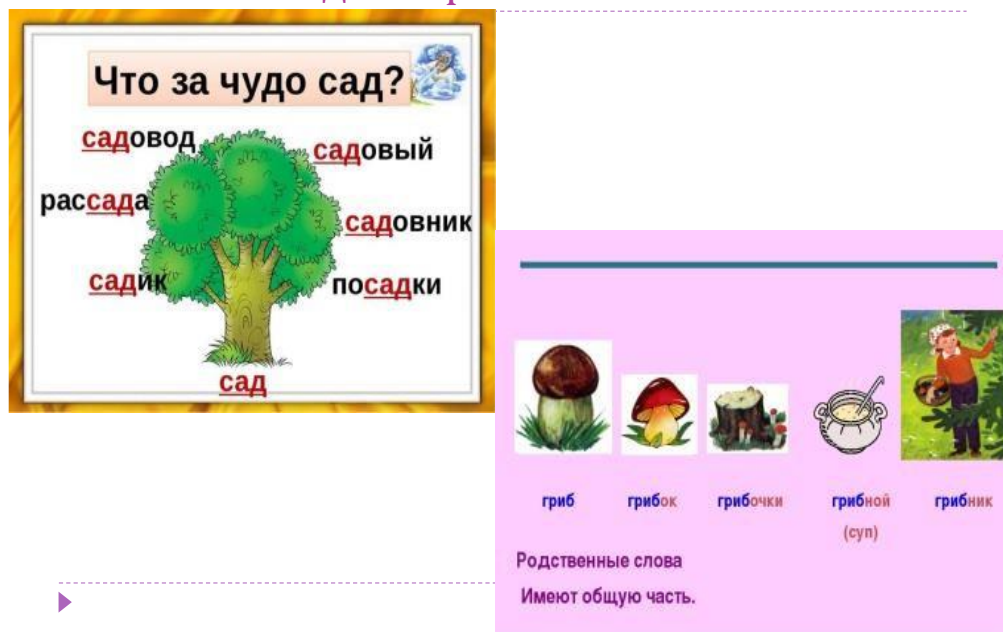 Что за чудо сад?
садовод
садовый
рассада
садовник
садик
посадки
сад
гриб грибок грибочки грибной грибник
(суп)
Родственные слова
Имеют общую часть.